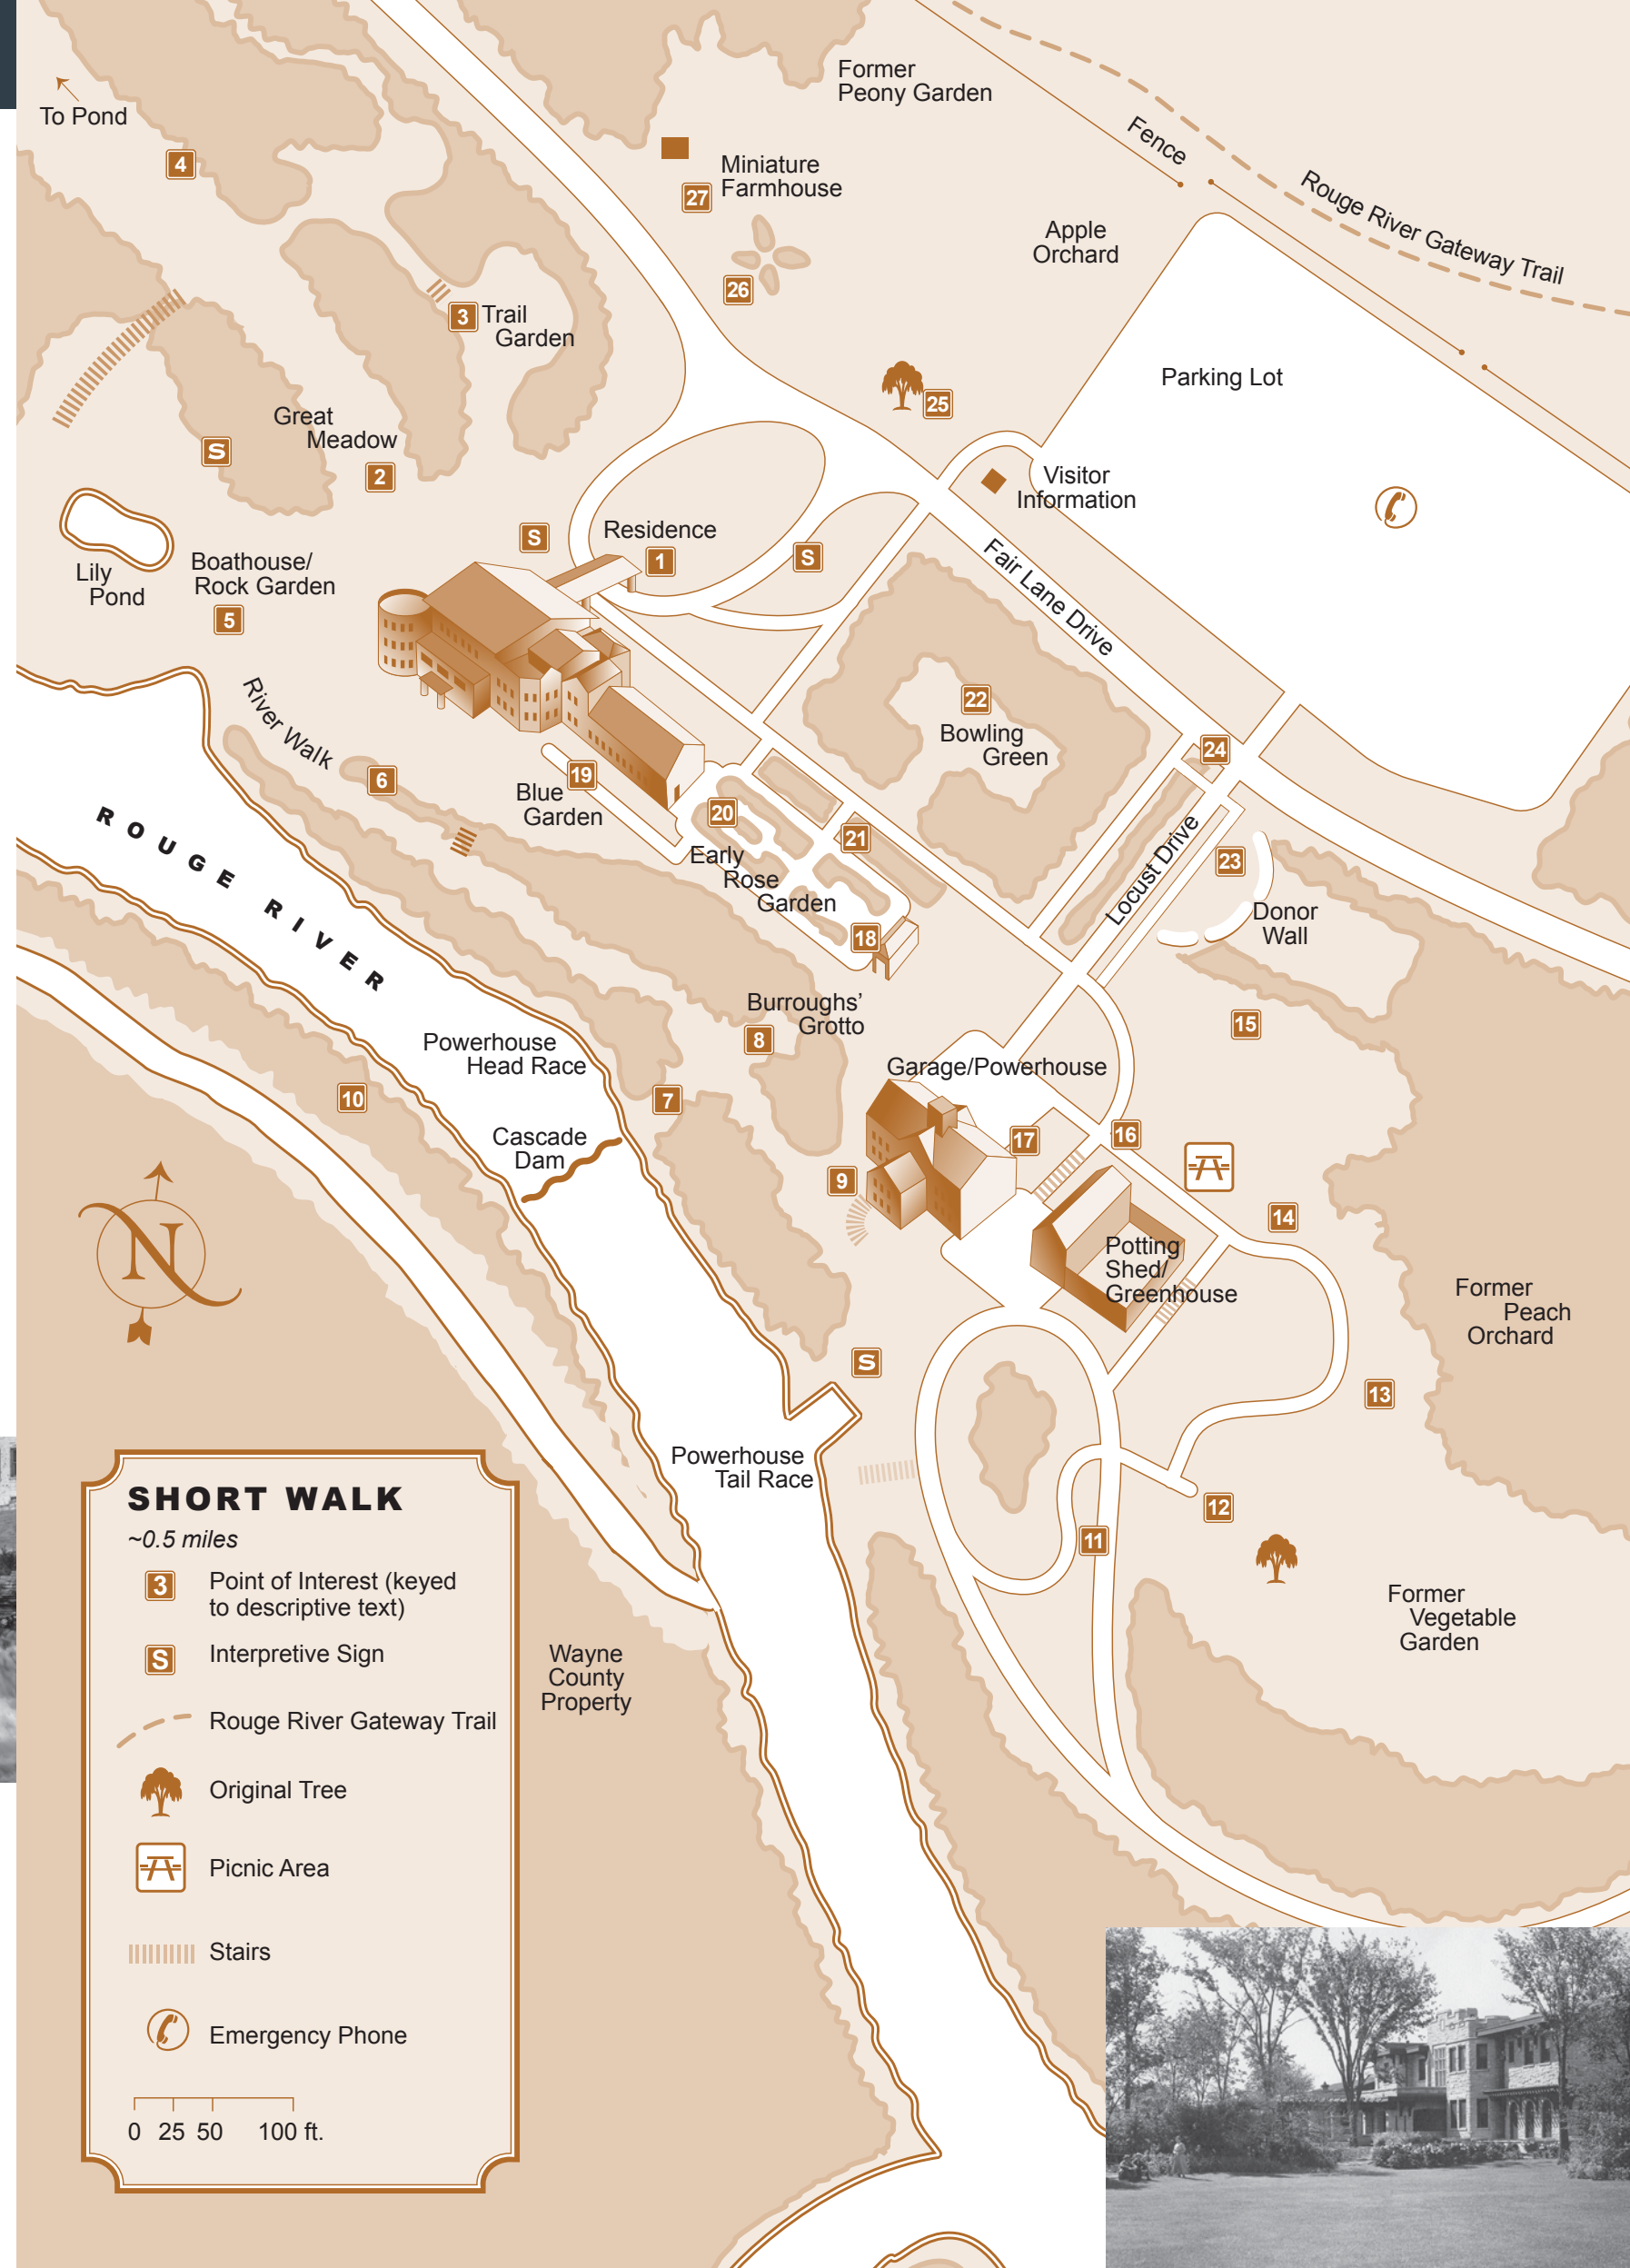 To Pond
4
Former
Peony Garden
Fence
Rouge River Gateway Trail
Miniature
Farmhouse
27
26
Apple
Orchard
3
Trail
Garden
25
Parking Lot
Great
Meadow
2
S
Visitor
Information
Lily
Pond
Boathouse/
Rock Garden
5
S
Residence
1
S
Fair Lane Drive
River Walk
6
22
Bowling
Green
24
19
Blue
Garden
20
21
Early
Rose
Garden
18
Locust Drive
23
Donor
Wall
ROUGE RIVER
Burroughs’
Grotto
8
15
Powerhouse
Head Race
Garage/Powerhouse
7
10
Cascade
Dam
17
16
9
14
N
Potting
Shed/
Greenhouse
Former
Peach
Orchard
S
13
Powerhouse
Tail Race
12
11
Former
Vegetable
Garden
Wayne
County
Property
SHORT WALK
~0.5 miles
3
Point of Interest (keyed
to descriptive text)
S
Interpretive Sign
Rouge River Gateway Trail
Original Tree
Picnic Area
Stairs
Emergency Phone
0 25 50 100 ft.